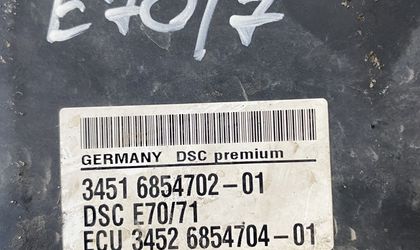 E70/7
GERMANY DSC premium
3451 6854702-01
DSC E70/71
ECU 3452 6854704-01